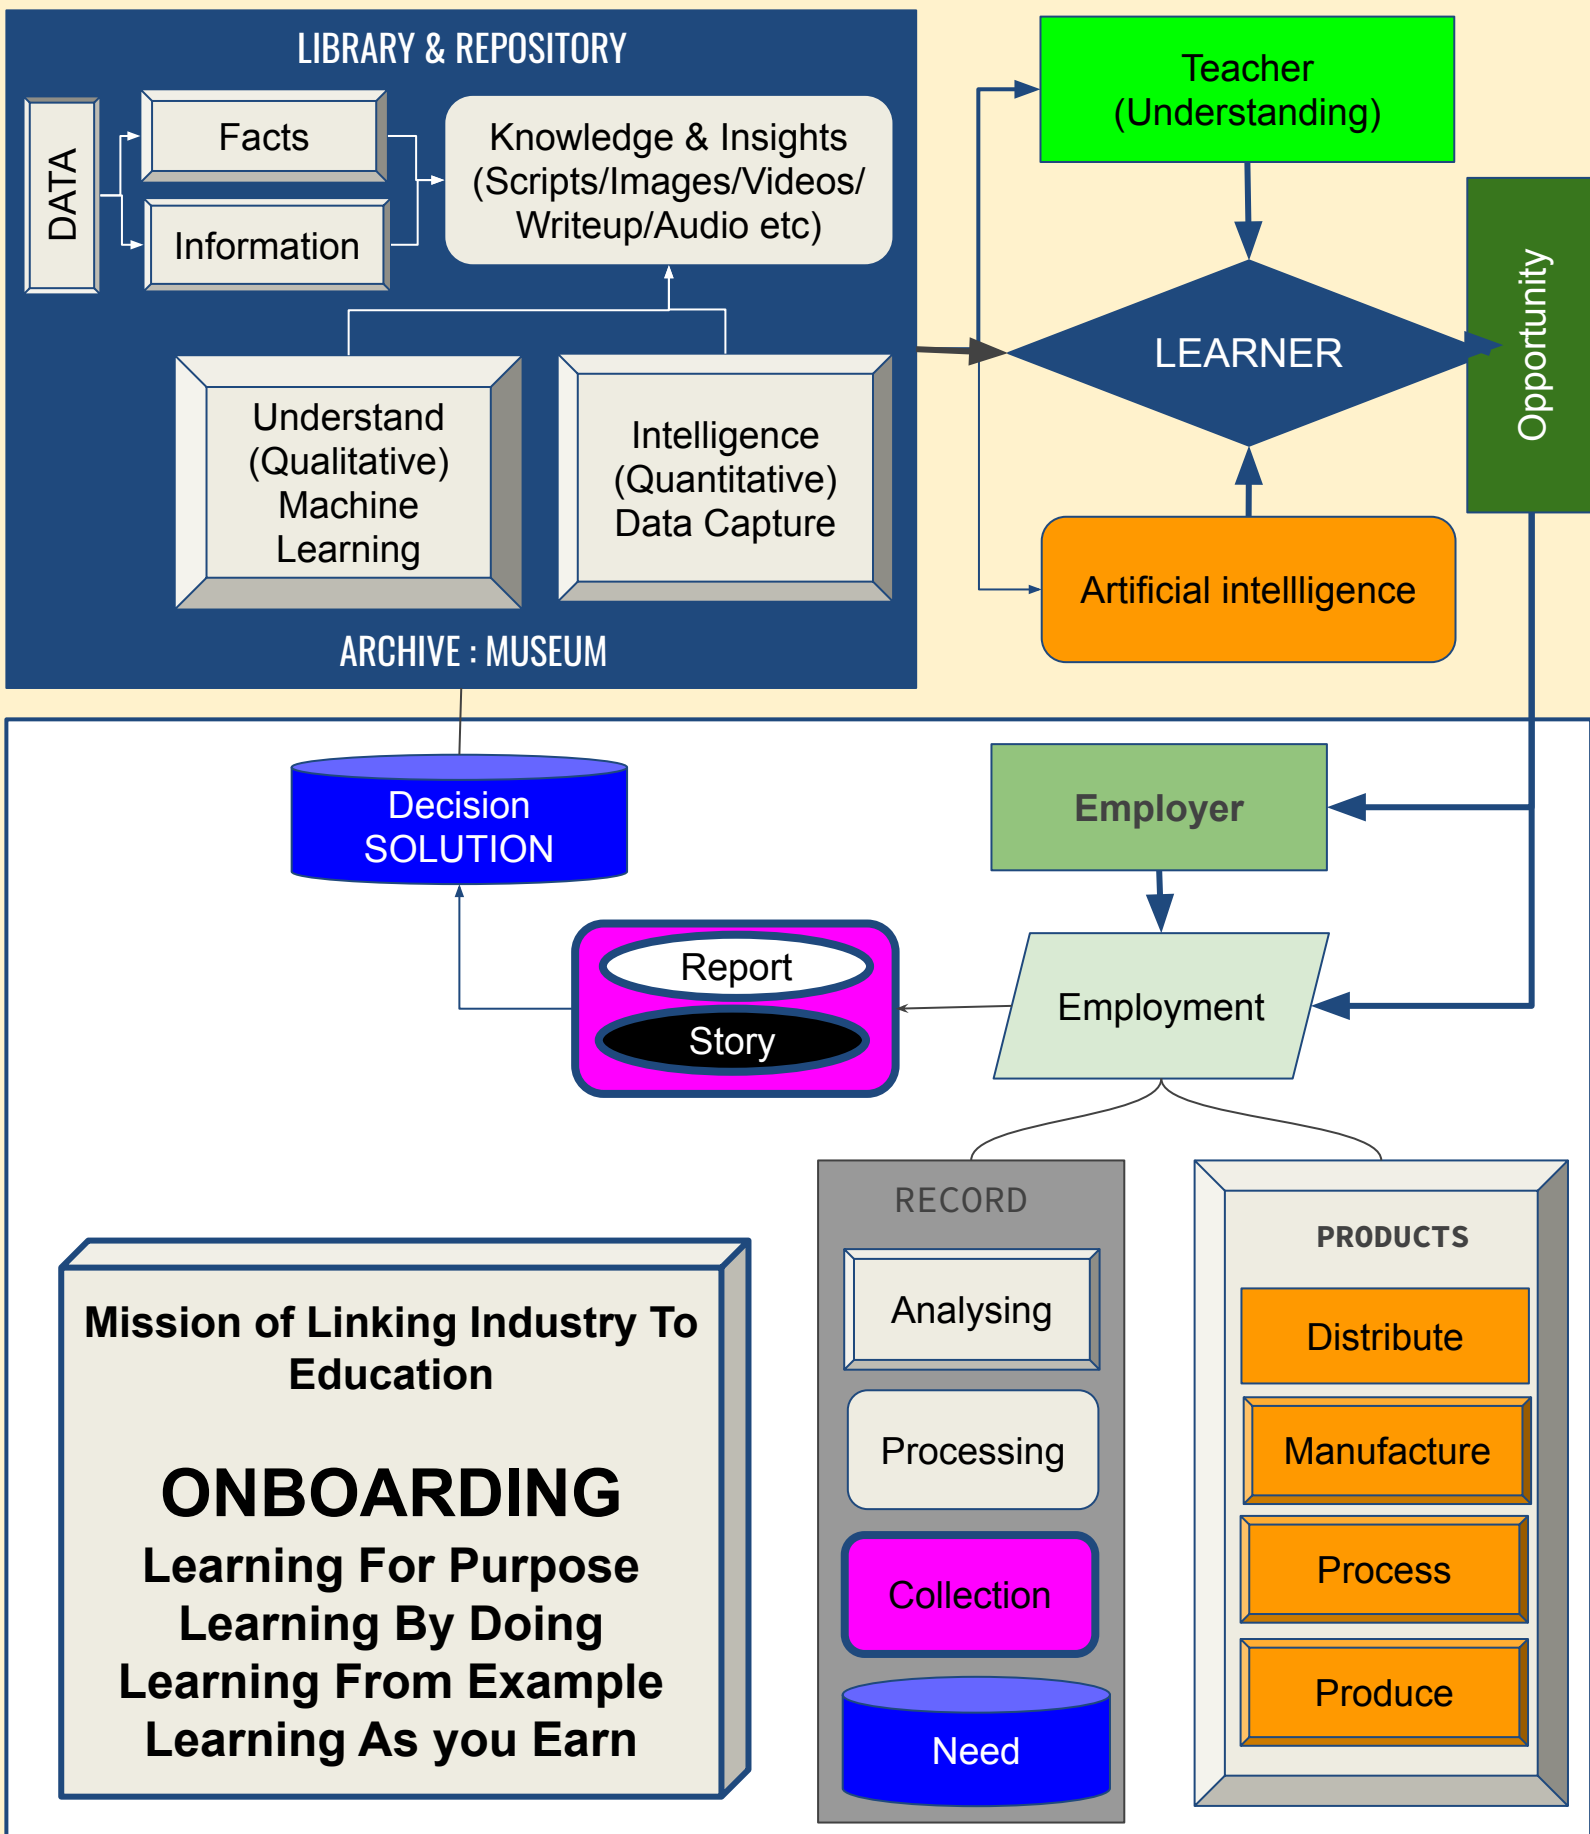 LIBRARY & REPOSITORY
DATA
Facts
Information
Knowledge & Insights
(Scripts/Images/Videos/
Writeup/Audio etc)
Understand
(Qualitative)
Machine
Learning
Intelligence
(Quantitative)
Data Capture
ARCHIVE : MUSEUM
Teacher
(Understanding)
LEARNER
Opportunity
Artificial intellligence
Decision
SOLUTION
Employer
Report
Story
Employment
RECORD
Analysing
Processing
Collection
Need
PRODUCTS
Distribute
Manufacture
Process
Produce
Mission of Linking Industry To
Education
ONBOARDING
Learning For Purpose
Learning By Doing
Learning From Example
Learning As you Earn